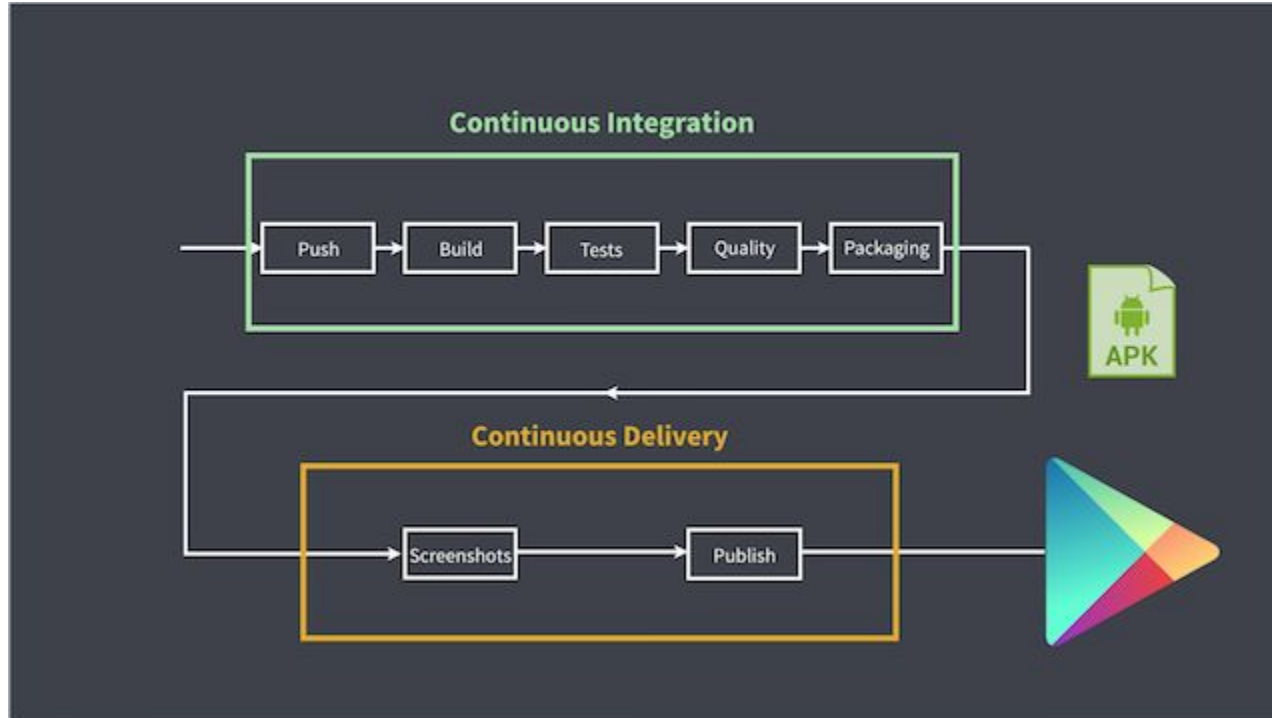 Continuous Integration
Push
Build
Tests
Quality
Packaging
APK
Continuous Delivery
Screenshots
Publish